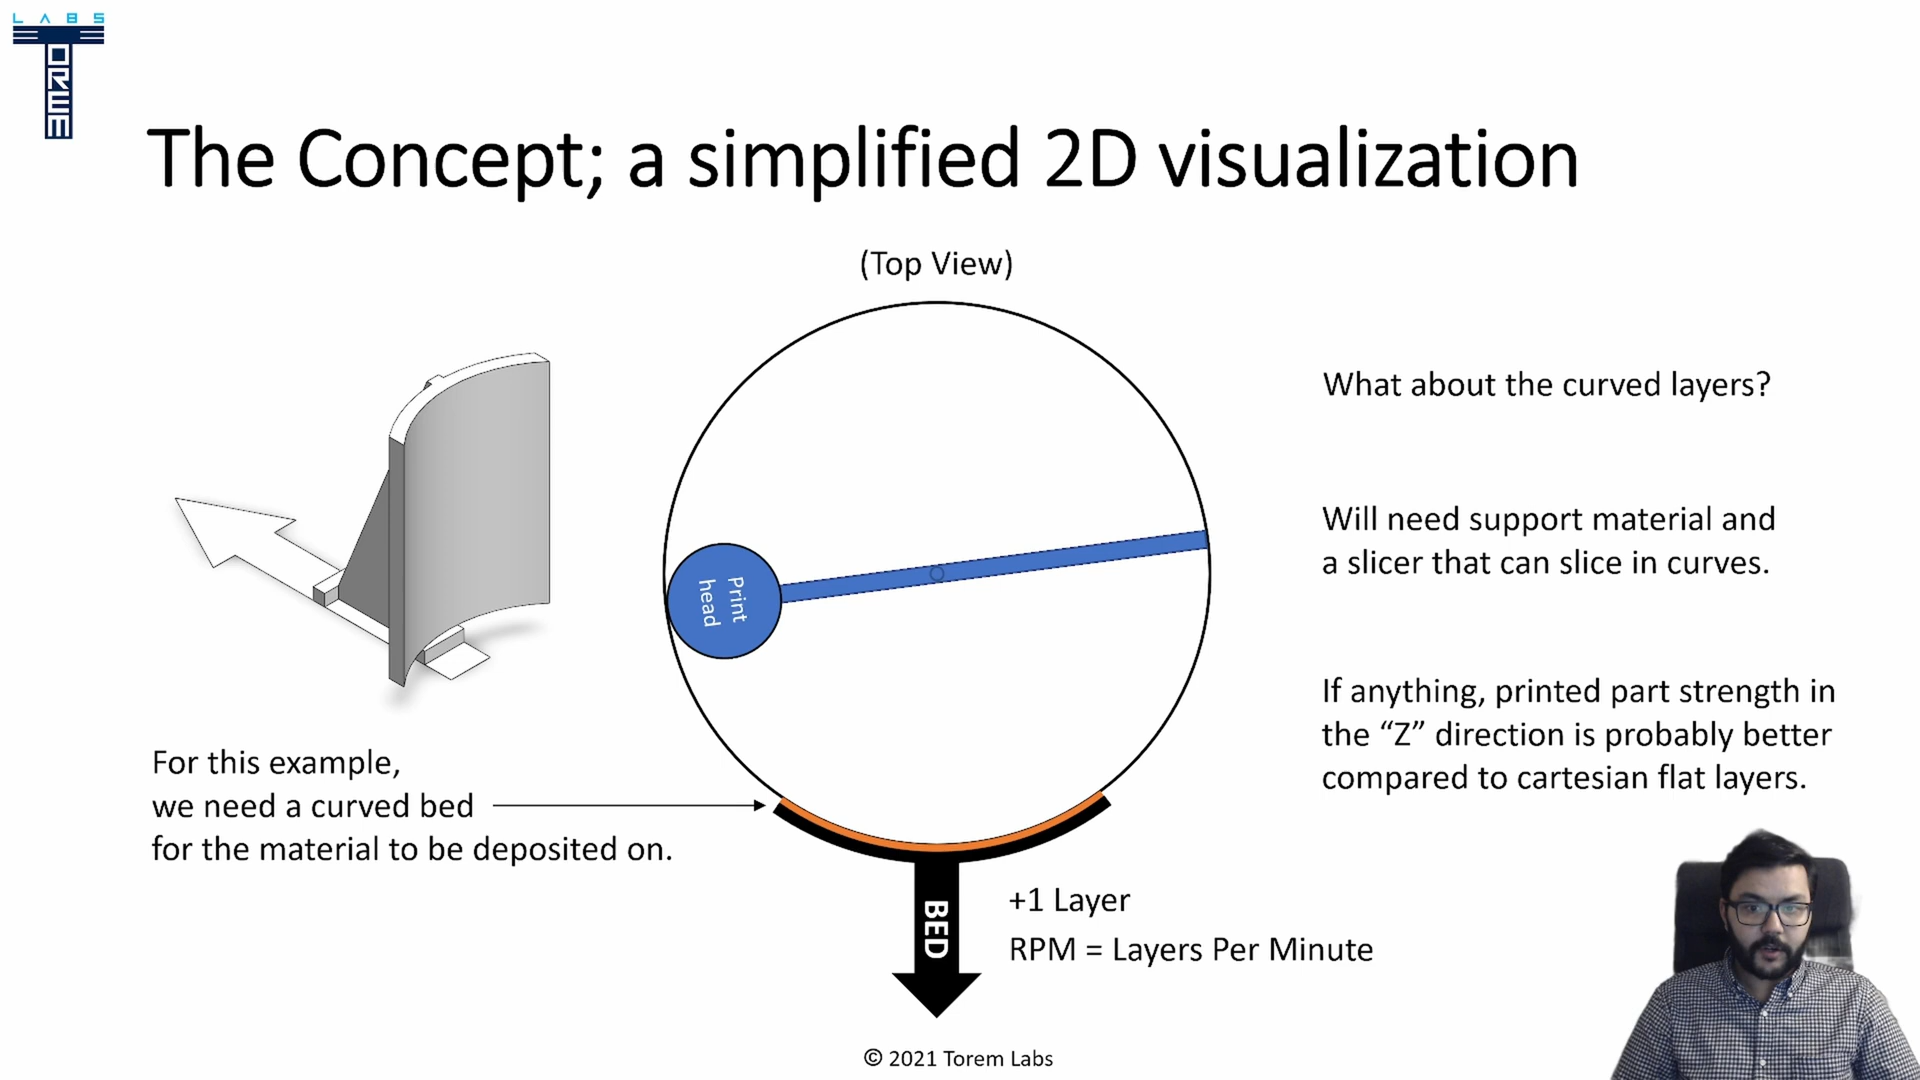 LABS
TOREM
The Concept; a simplified 2D visualization
(Top View)
Print
head
For this example,
we need a curved bed
for the material to be deposited on.
BED
+1 Layer
RPM = Layers Per Minute
What about the curved layers?
Will need support material and
a slicer that can slice in curves.
If anything, printed part strength in
the “Z” direction is probably better
compared to cartesian flat layers.
© 2021 Torem Labs